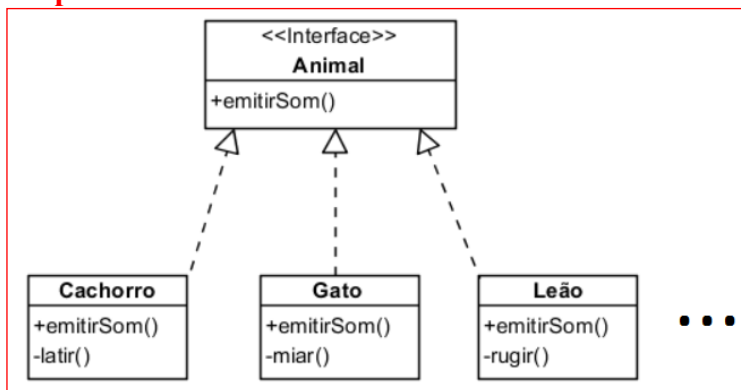 <<Interface>>
Animal
+emitirSom()
Cachorro
+emitirSom()
-latir()
Gato
+emitirSom()
-miar()
Leão
+emitirSom()
-rugir()
...